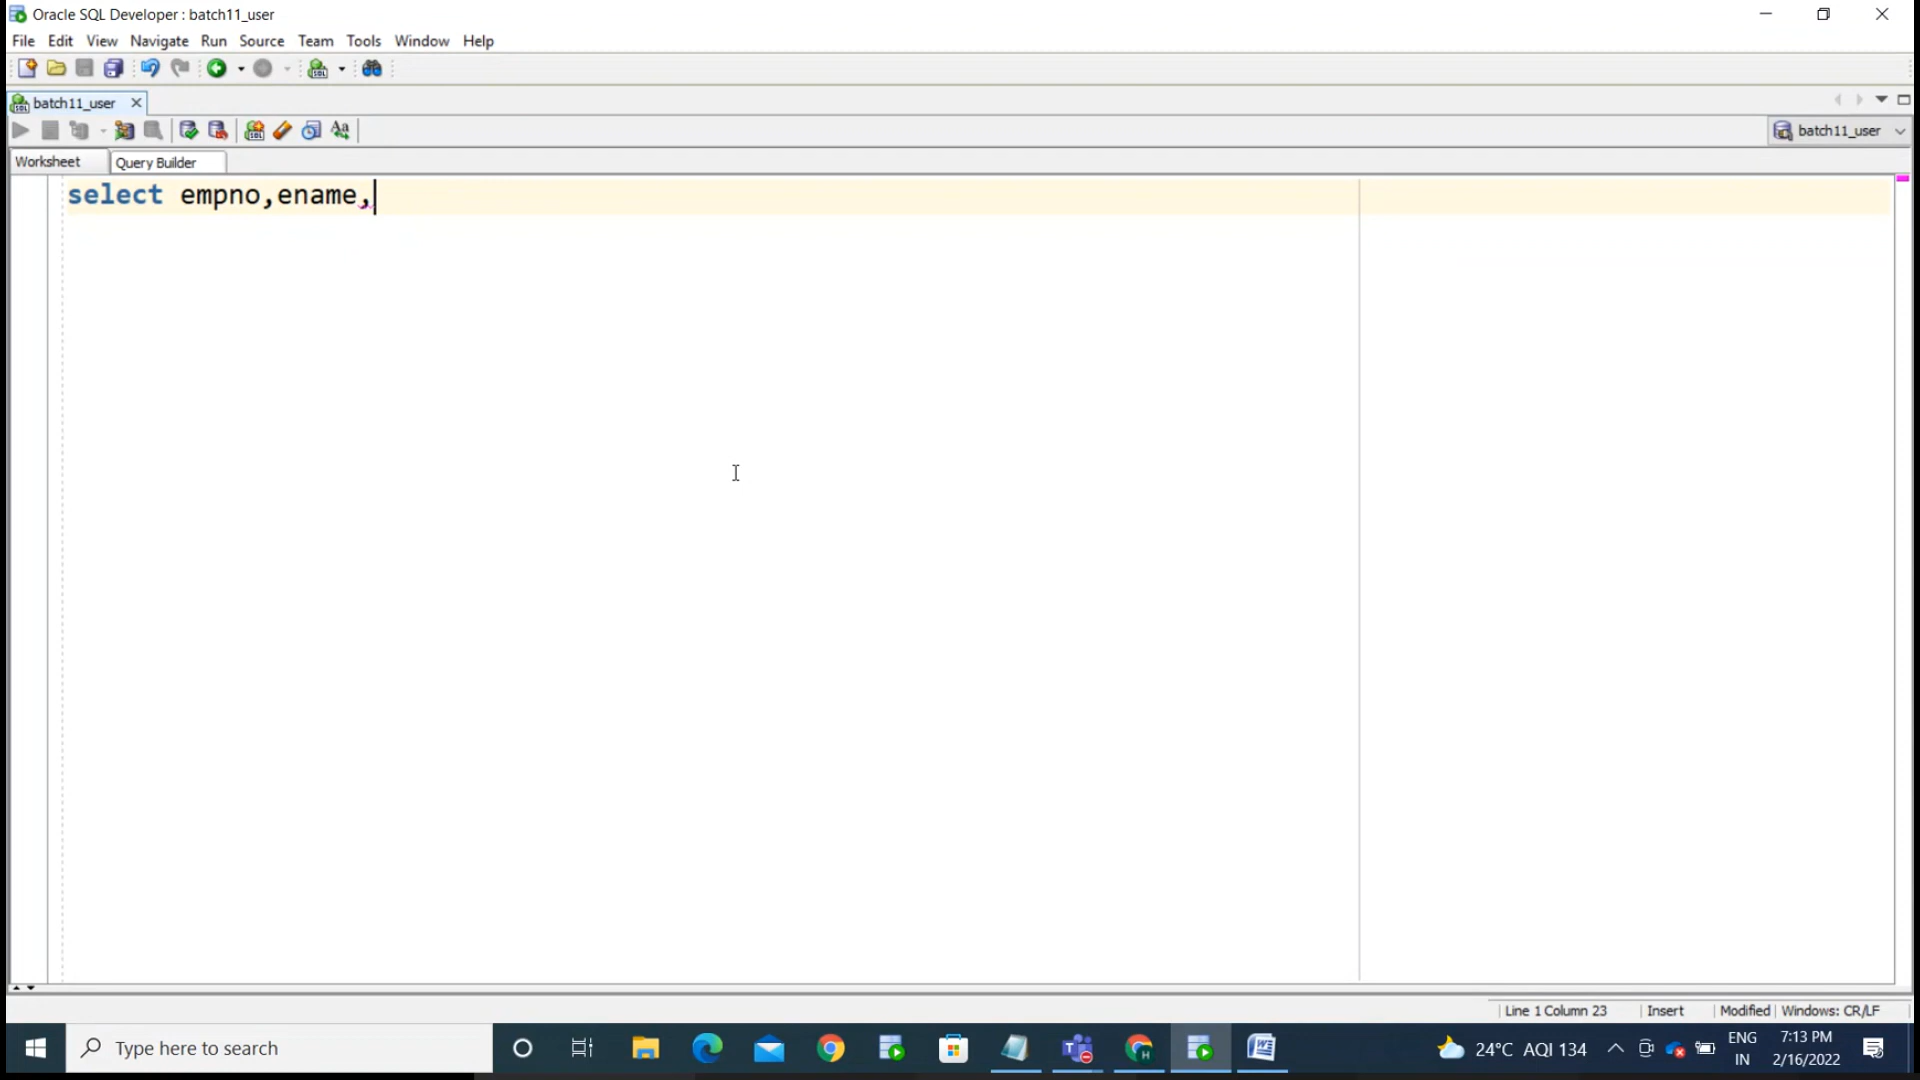 Oracle SQL Developer : batch11_user
File Edit View Navigate Run Source Team Tools Window Help
batch11_user
batch11_user
Worksheet Query Builder
select empno,ename,
Line 1 Column 23 Insert Modified Windows: CR/LF
Type here to search
24°C AQI 134
ENG
IN
7:13 PM
2/16/2022